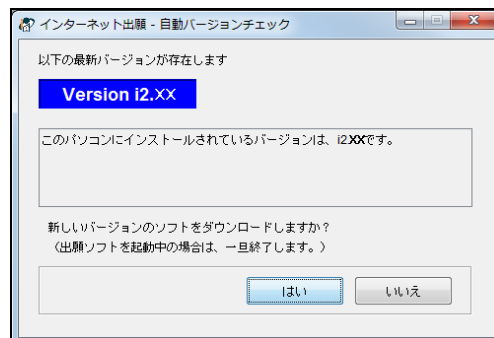 インターネット出願 - 自動バージョンチェック
以下の最新バージョンが存在します
Version i2.XX
このパソコンにインストールされているバージョンは、i2XXです。
新しいバージョンのソフトをダウンロードしますか?
(出願ソフトを起動中の場合は、一旦終了します。)
はい
いいえ